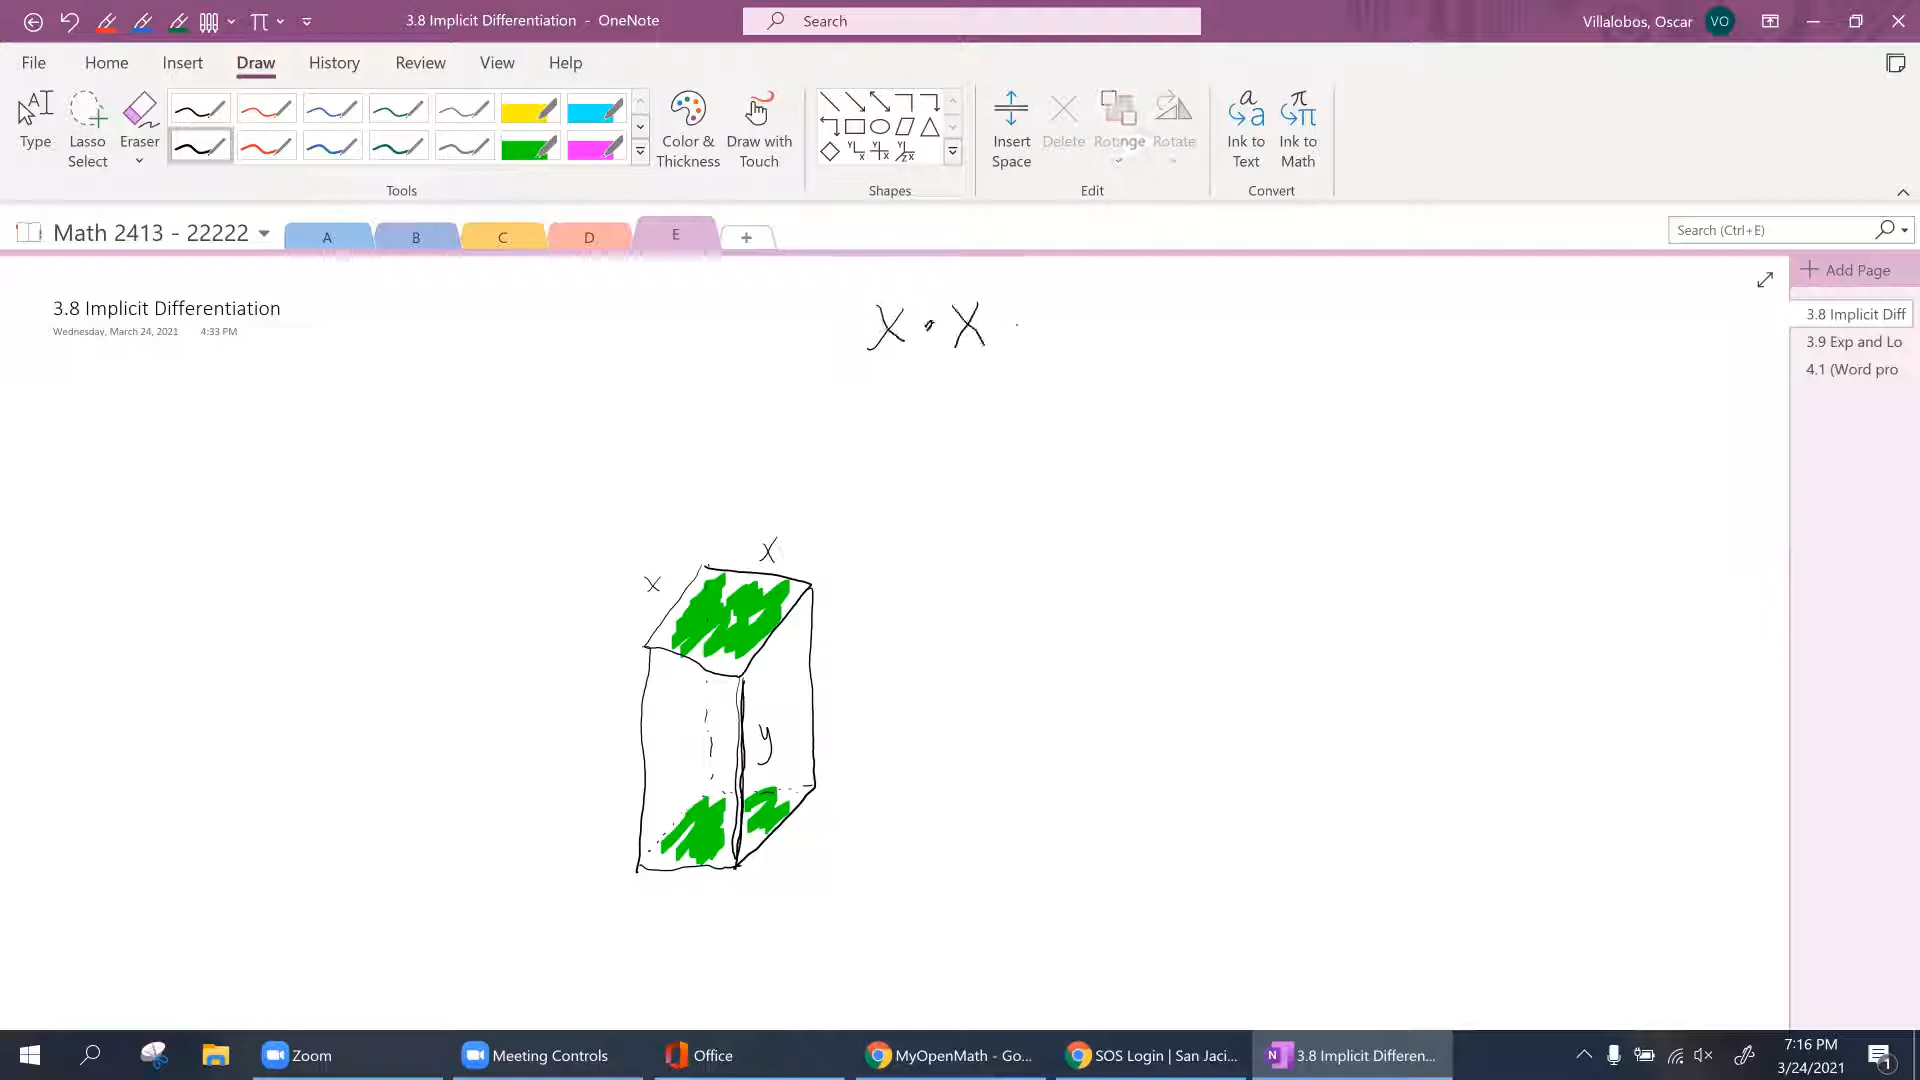 3.8 Implicit Differentiation - OneNote
Search
Villalobos, Oscar VO
File Home Insert Draw History Review View Help
Type
Lasso Select
Eraser
Color & Thickness
Draw with Touch
Insert Space
Delete
Rotate
Ink to Text
Ink to Math
Tools
Shapes
Edit
Convert
Math 2413 - 22222
A B C D E +
Search (Ctrl+E)
3.8 Implicit Differentiation
Wednesday, March 24, 2021 4:33 PM
Add Page
3.8 Implicit Diff
3.9 Exp and Lo
4.1 (Word pro
X · X
X
x
y
Zoom
Meeting Controls
Office
MyOpenMath - Go...
SOS Login | San Jaci...
3.8 Implicit Differen...
7:16 PM
3/24/2021
1